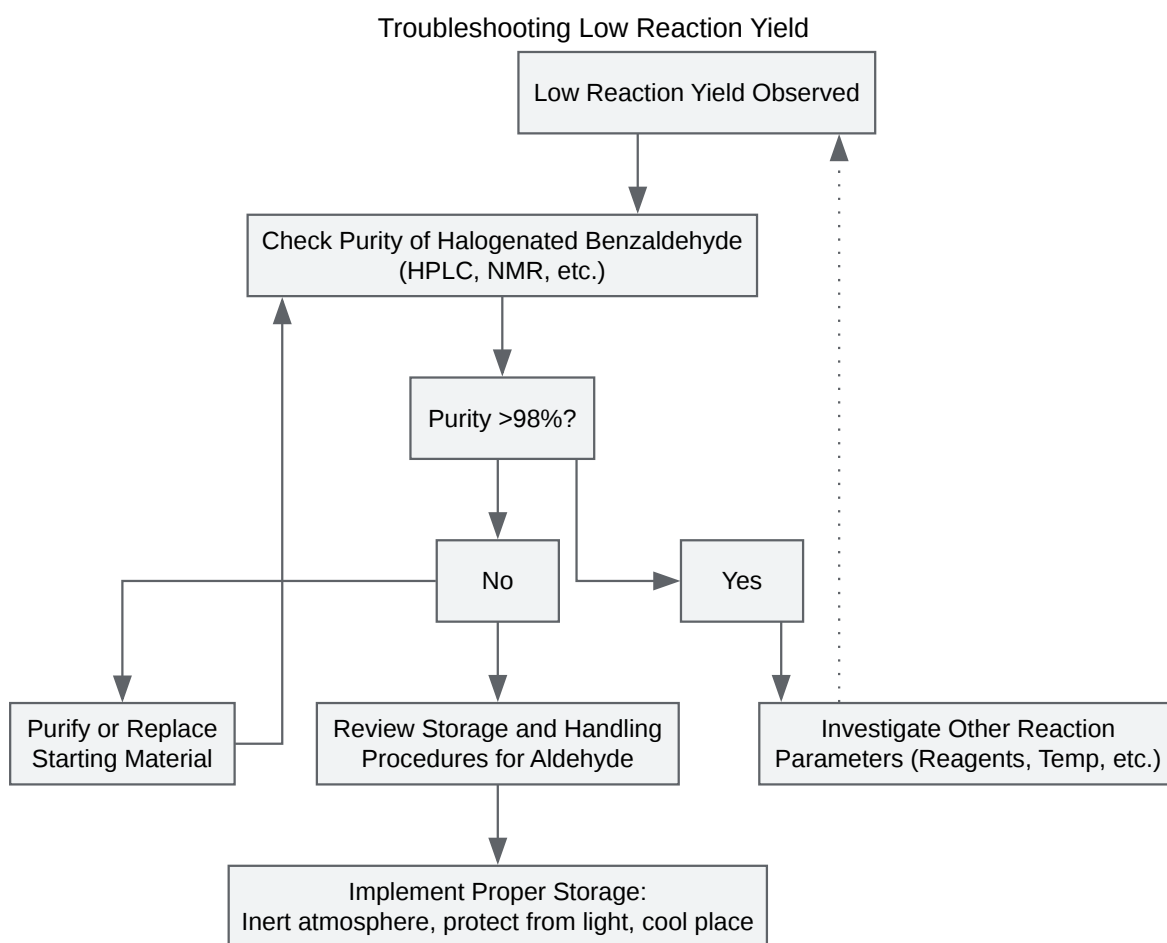 Troubleshooting Low Reaction Yield
Low Reaction Yield Observed
Check Purity of Halogenated Benzaldehyde
(HPLC, NMR, etc.)
Purity >98%?
No
Yes
Purify or Replace
Starting Material
Review Storage and Handling
Procedures for Aldehyde
Investigate Other Reaction
Parameters (Reagents, Temp, etc.)
Implement Proper Storage:
Inert atmosphere, protect from light, cool place